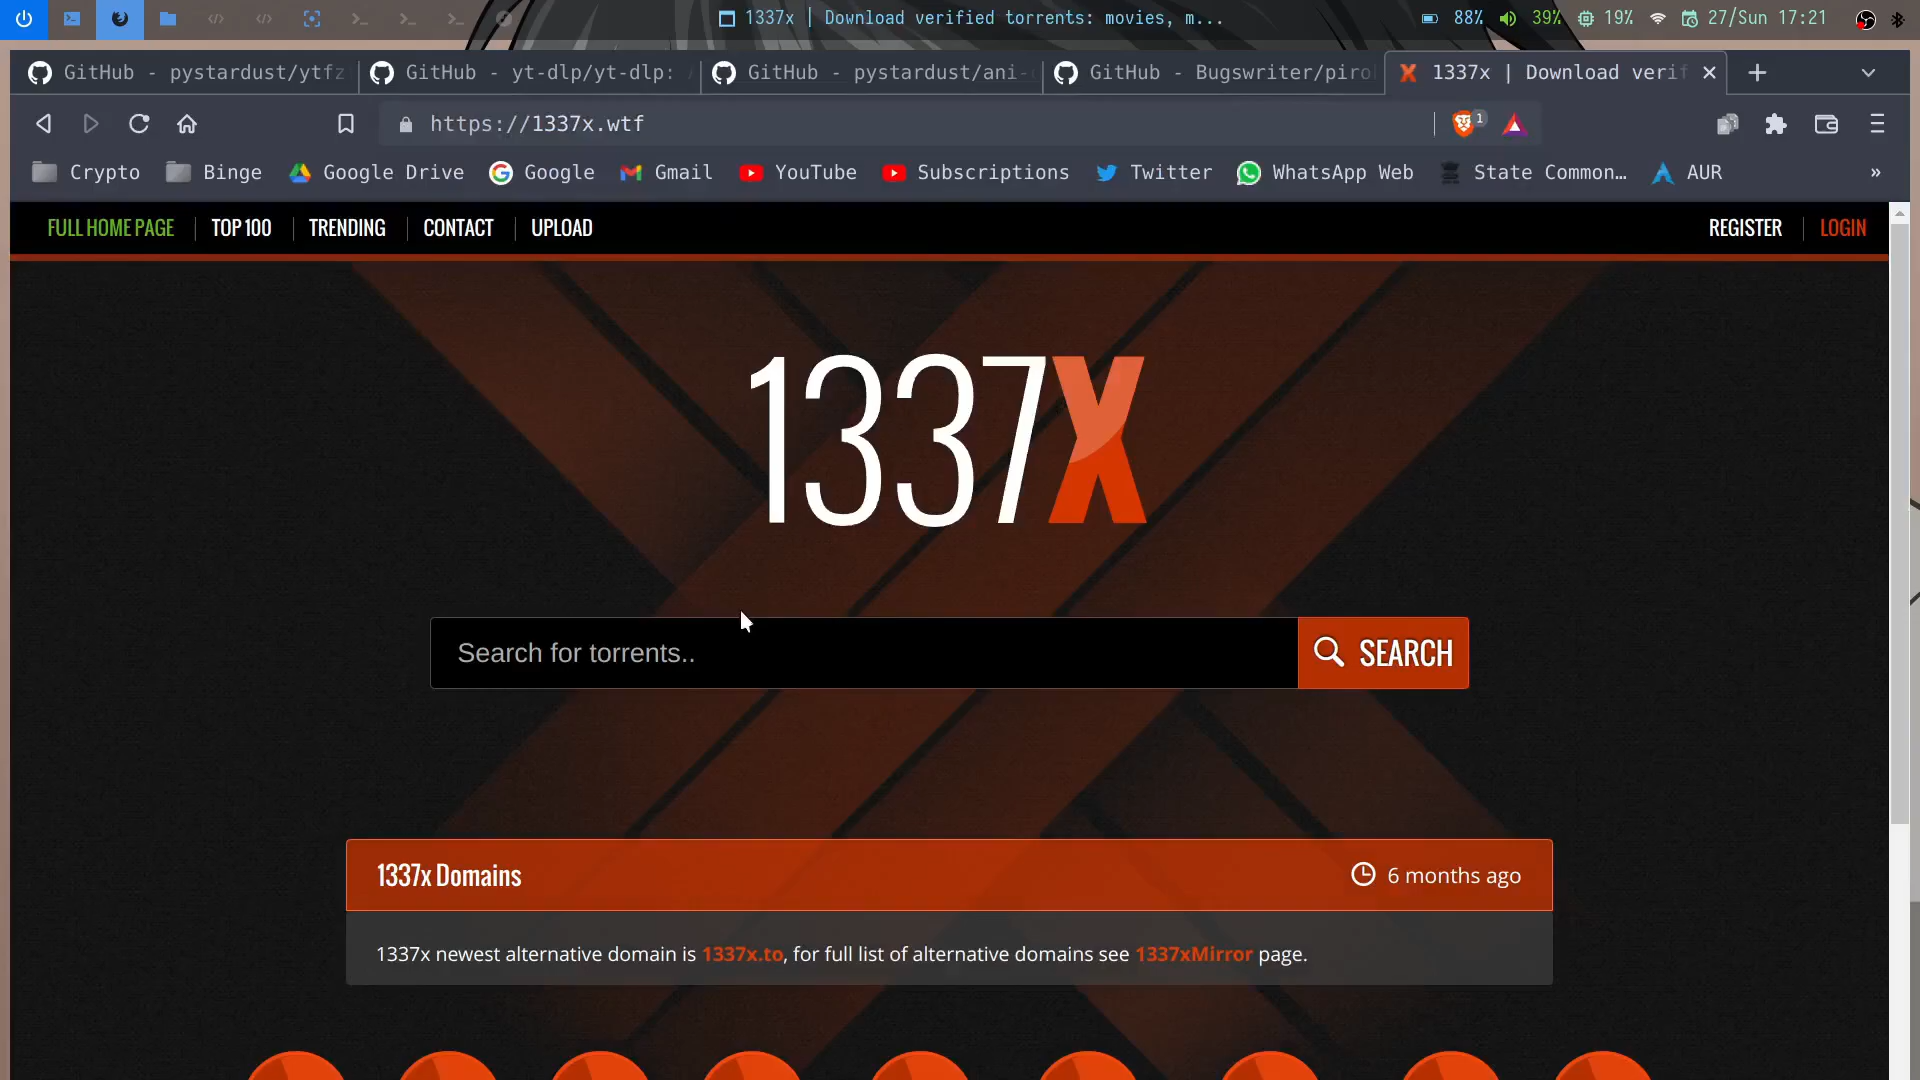 1337x | Download verified torrents: movies, m... 88% 39% 19% 27/Sun 17:21
GitHub - pystardust/ytfz GitHub - yt-dlp/yt-dlp: GitHub - pystardust/ani- GitHub - Bugswriter/piro 1337x | Download verif
https://1337x.wtf 1
Crypto Binge Google Drive Google Gmail YouTube Subscriptions Twitter WhatsApp Web State Common... AUR »
FULL HOME PAGE TOP 100 TRENDING CONTACT UPLOAD REGISTER LOGIN
1337X
Search for torrents.. SEARCH
1337x Domains 6 months ago
1337x newest alternative domain is 1337x.to, for full list of alternative domains see 1337xMirror page.